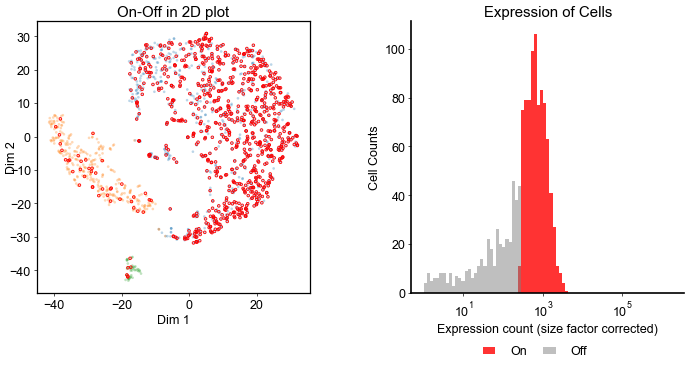 On-Off in 2D plot
30
20
10
0
−10
−20
−30
−40
Dim 2
−40 −20 0 20
Dim 1
Expression of Cells
100
80
60
40
20
0
Cell Counts
10¹ 10³ 10⁵
Expression count (size factor corrected)
On Off